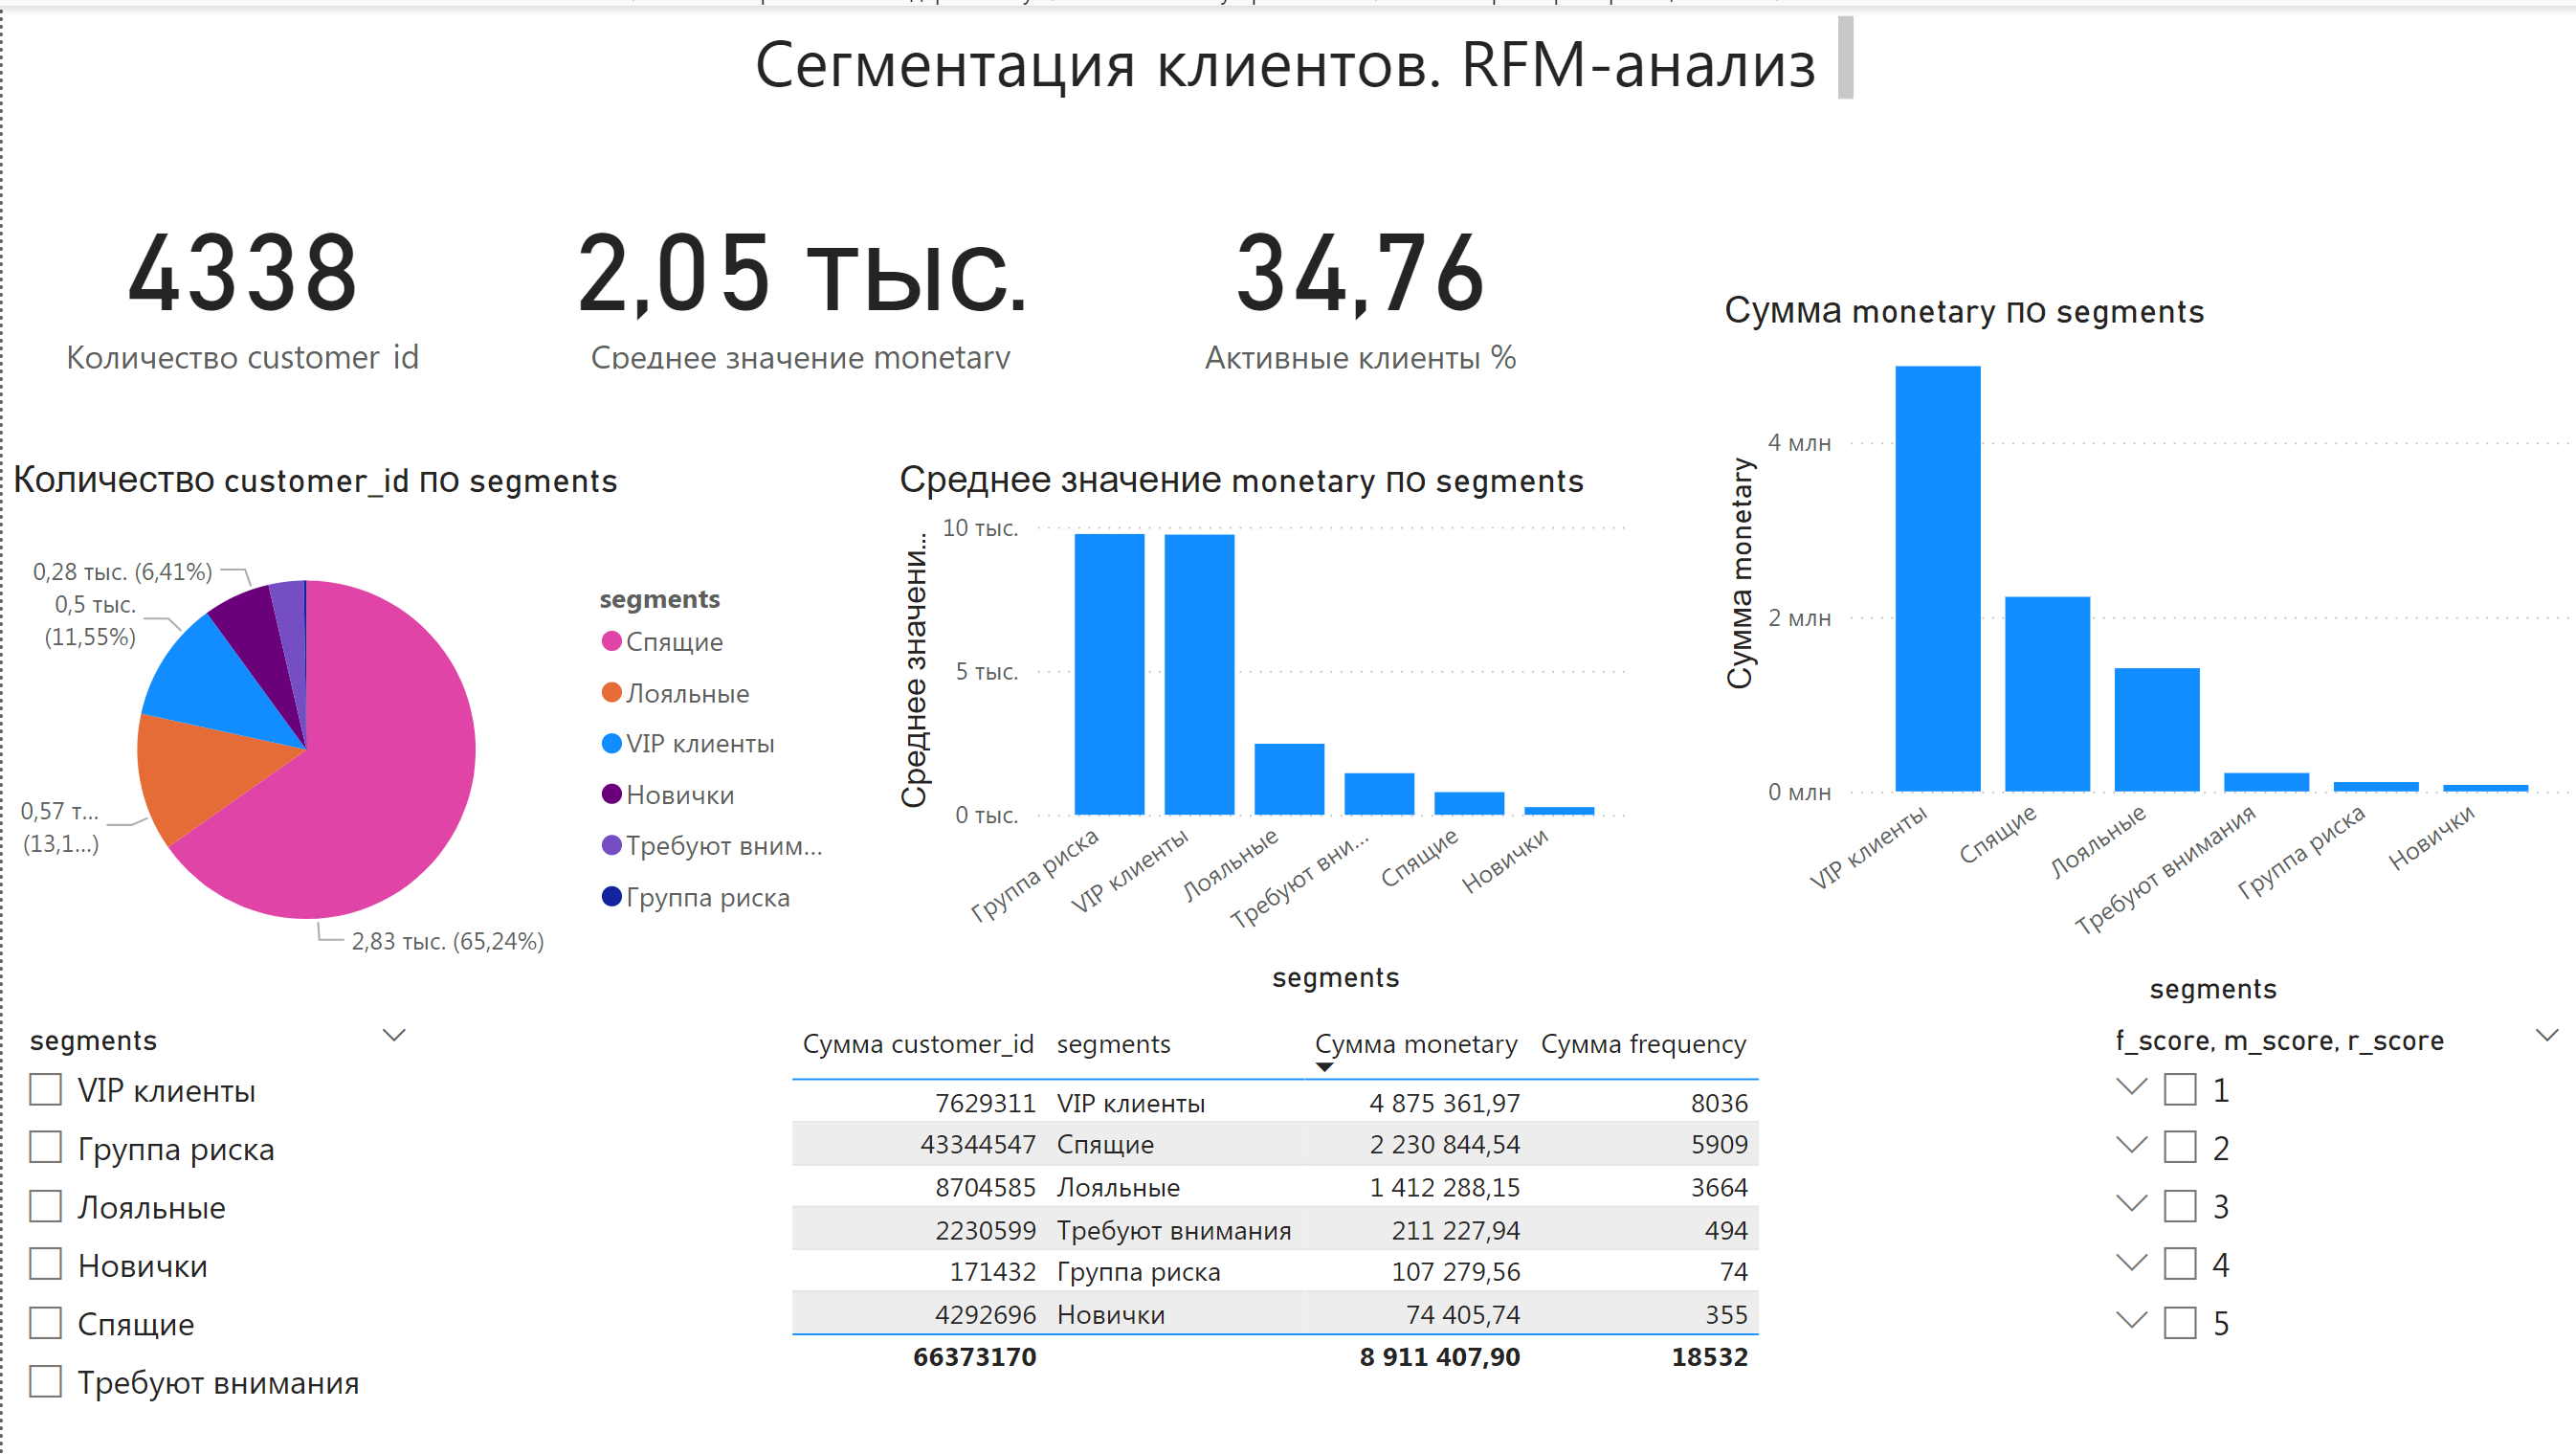 Сегментация клиентов. RFM-анализ
4338
Количество customer_id
2,05 тыс.
Среднее значение monetary
34,76
Активные клиенты %
Количество customer_id по segments
0,28 тыс. (6,41%)
0,5 тыс.
(11,55%)
0,57 т...
(13,1...)
2,83 тыс. (65,24%)
segments
Спящие
Лояльные
VIP клиенты
Новички
Требуют вним...
Группа риска
Среднее значение monetary по segments
Среднее значени...
10 тыс.
5 тыс.
0 тыс.
Группа риска
VIP клиенты
Лояльные
Требуют вни...
Спящие
Новички
segments
Сумма monetary по segments
Сумма monetary
4 млн
2 млн
0 млн
VIP клиенты
Спящие
Лояльные
Требуют внимания
Группа риска
Новички
segments
segments
VIP клиенты
Группа риска
Лояльные
Новички
Спящие
Требуют внимания
Сумма customer_id segments Сумма monetary Сумма frequency
7629311 VIP клиенты 4 875 361,97 8036
43344547 Спящие 2 230 844,54 5909
8704585 Лояльные 1 412 288,15 3664
2230599 Требуют внимания 211 227,94 494
171432 Группа риска 107 279,56 74
4292696 Новички 74 405,74 355
66373170 8 911 407,90 18532
f_score, m_score, r_score
1
2
3
4
5